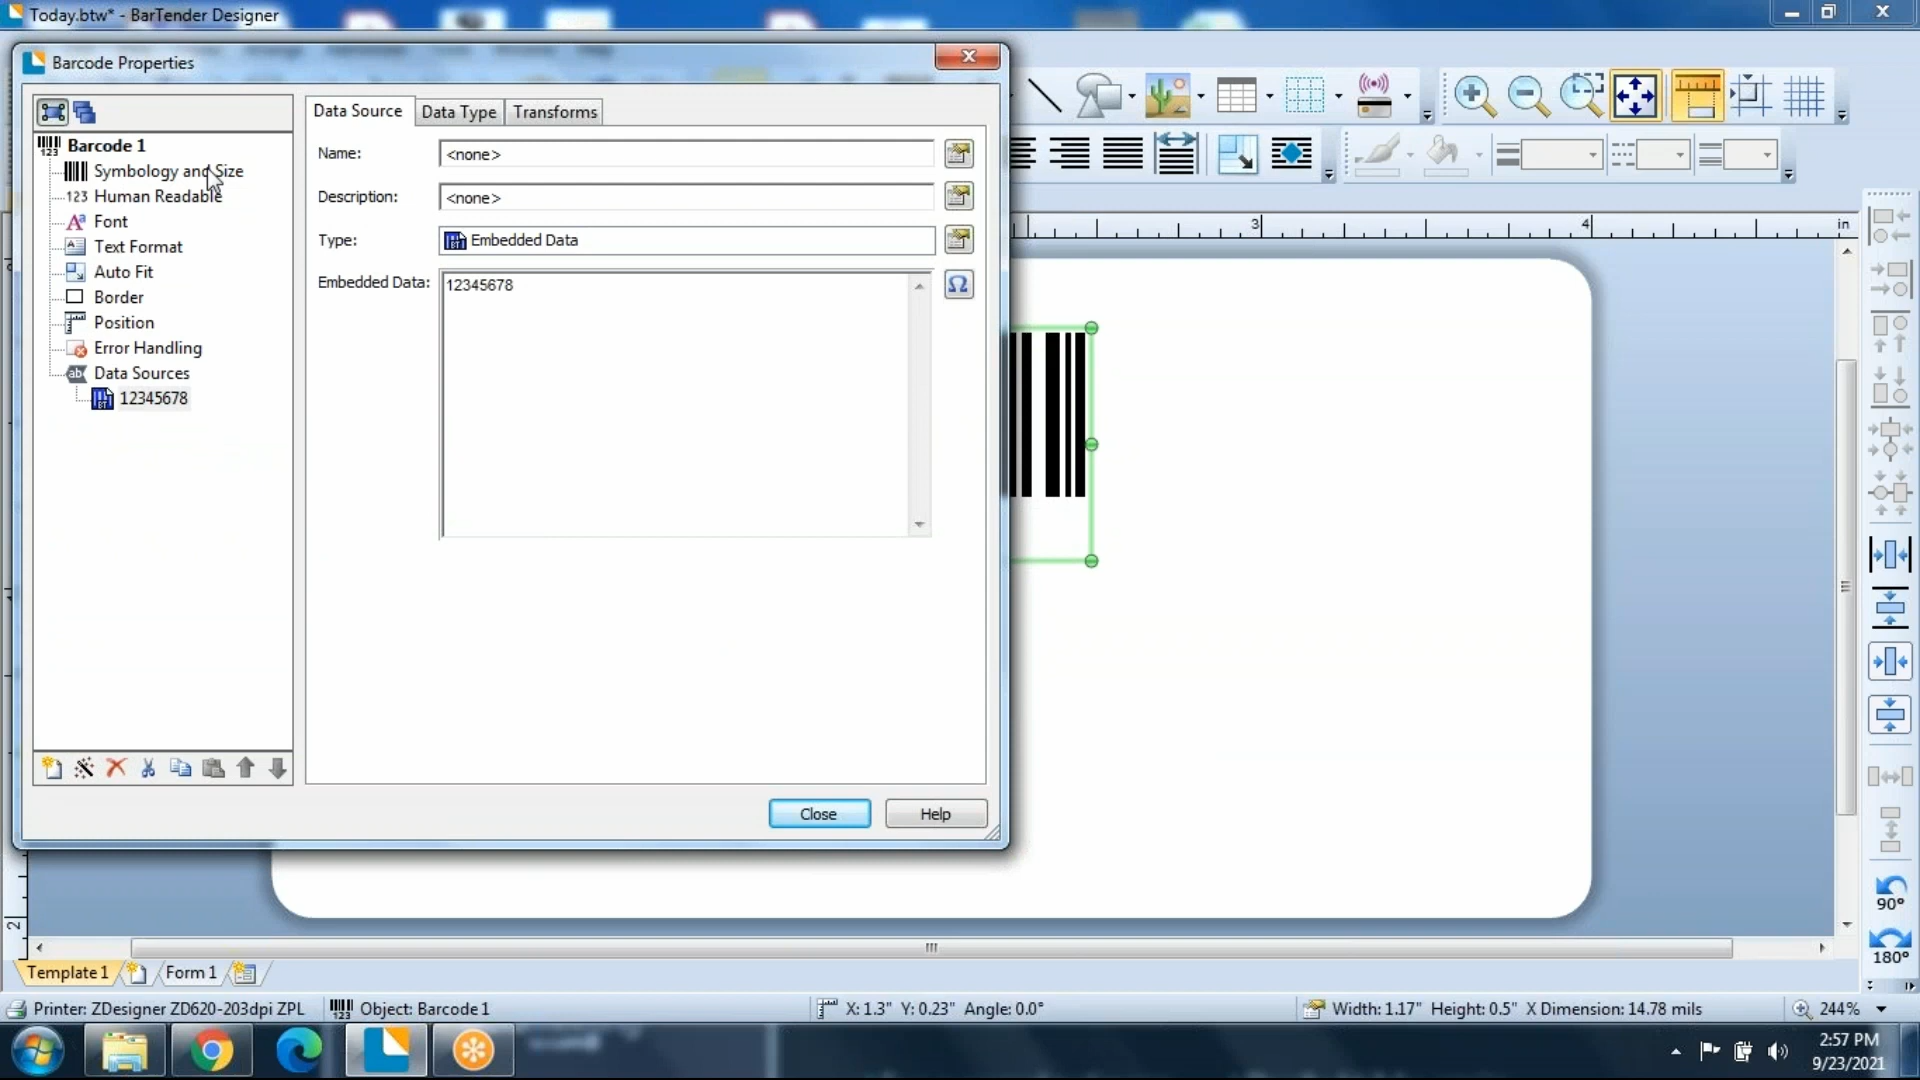 Today.btw* - BarTender Designer
Barcode Properties
Barcode 1
Symbology and Size
123 Human Readable
Font
Text Format
Auto Fit
Border
Position
Error Handling
Data Sources
12345678
Data Source
Data Type
Transforms
Name:
<none>
Description:
<none>
Type:
Embedded Data
Embedded Data:
12345678
Close
Help
3
4
in
2
90°
180°
Template 1
Form 1
Printer: ZDesigner ZD620-203dpi ZPL
Object: Barcode 1
X: 1.3" Y: 0.23" Angle: 0.0°
Width: 1.17" Height: 0.5" X Dimension: 14.78 mils
244%
2:57 PM
9/23/2021